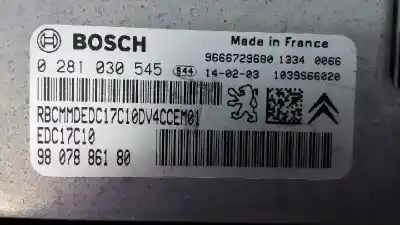 BOSCH
Made in France
9666729680 1334 0066
0 281 030 545 944 14-02-03 1039S66020
RBCMMDEDC17C10DV4CCEM01
EDC17C10
98 078 861 80